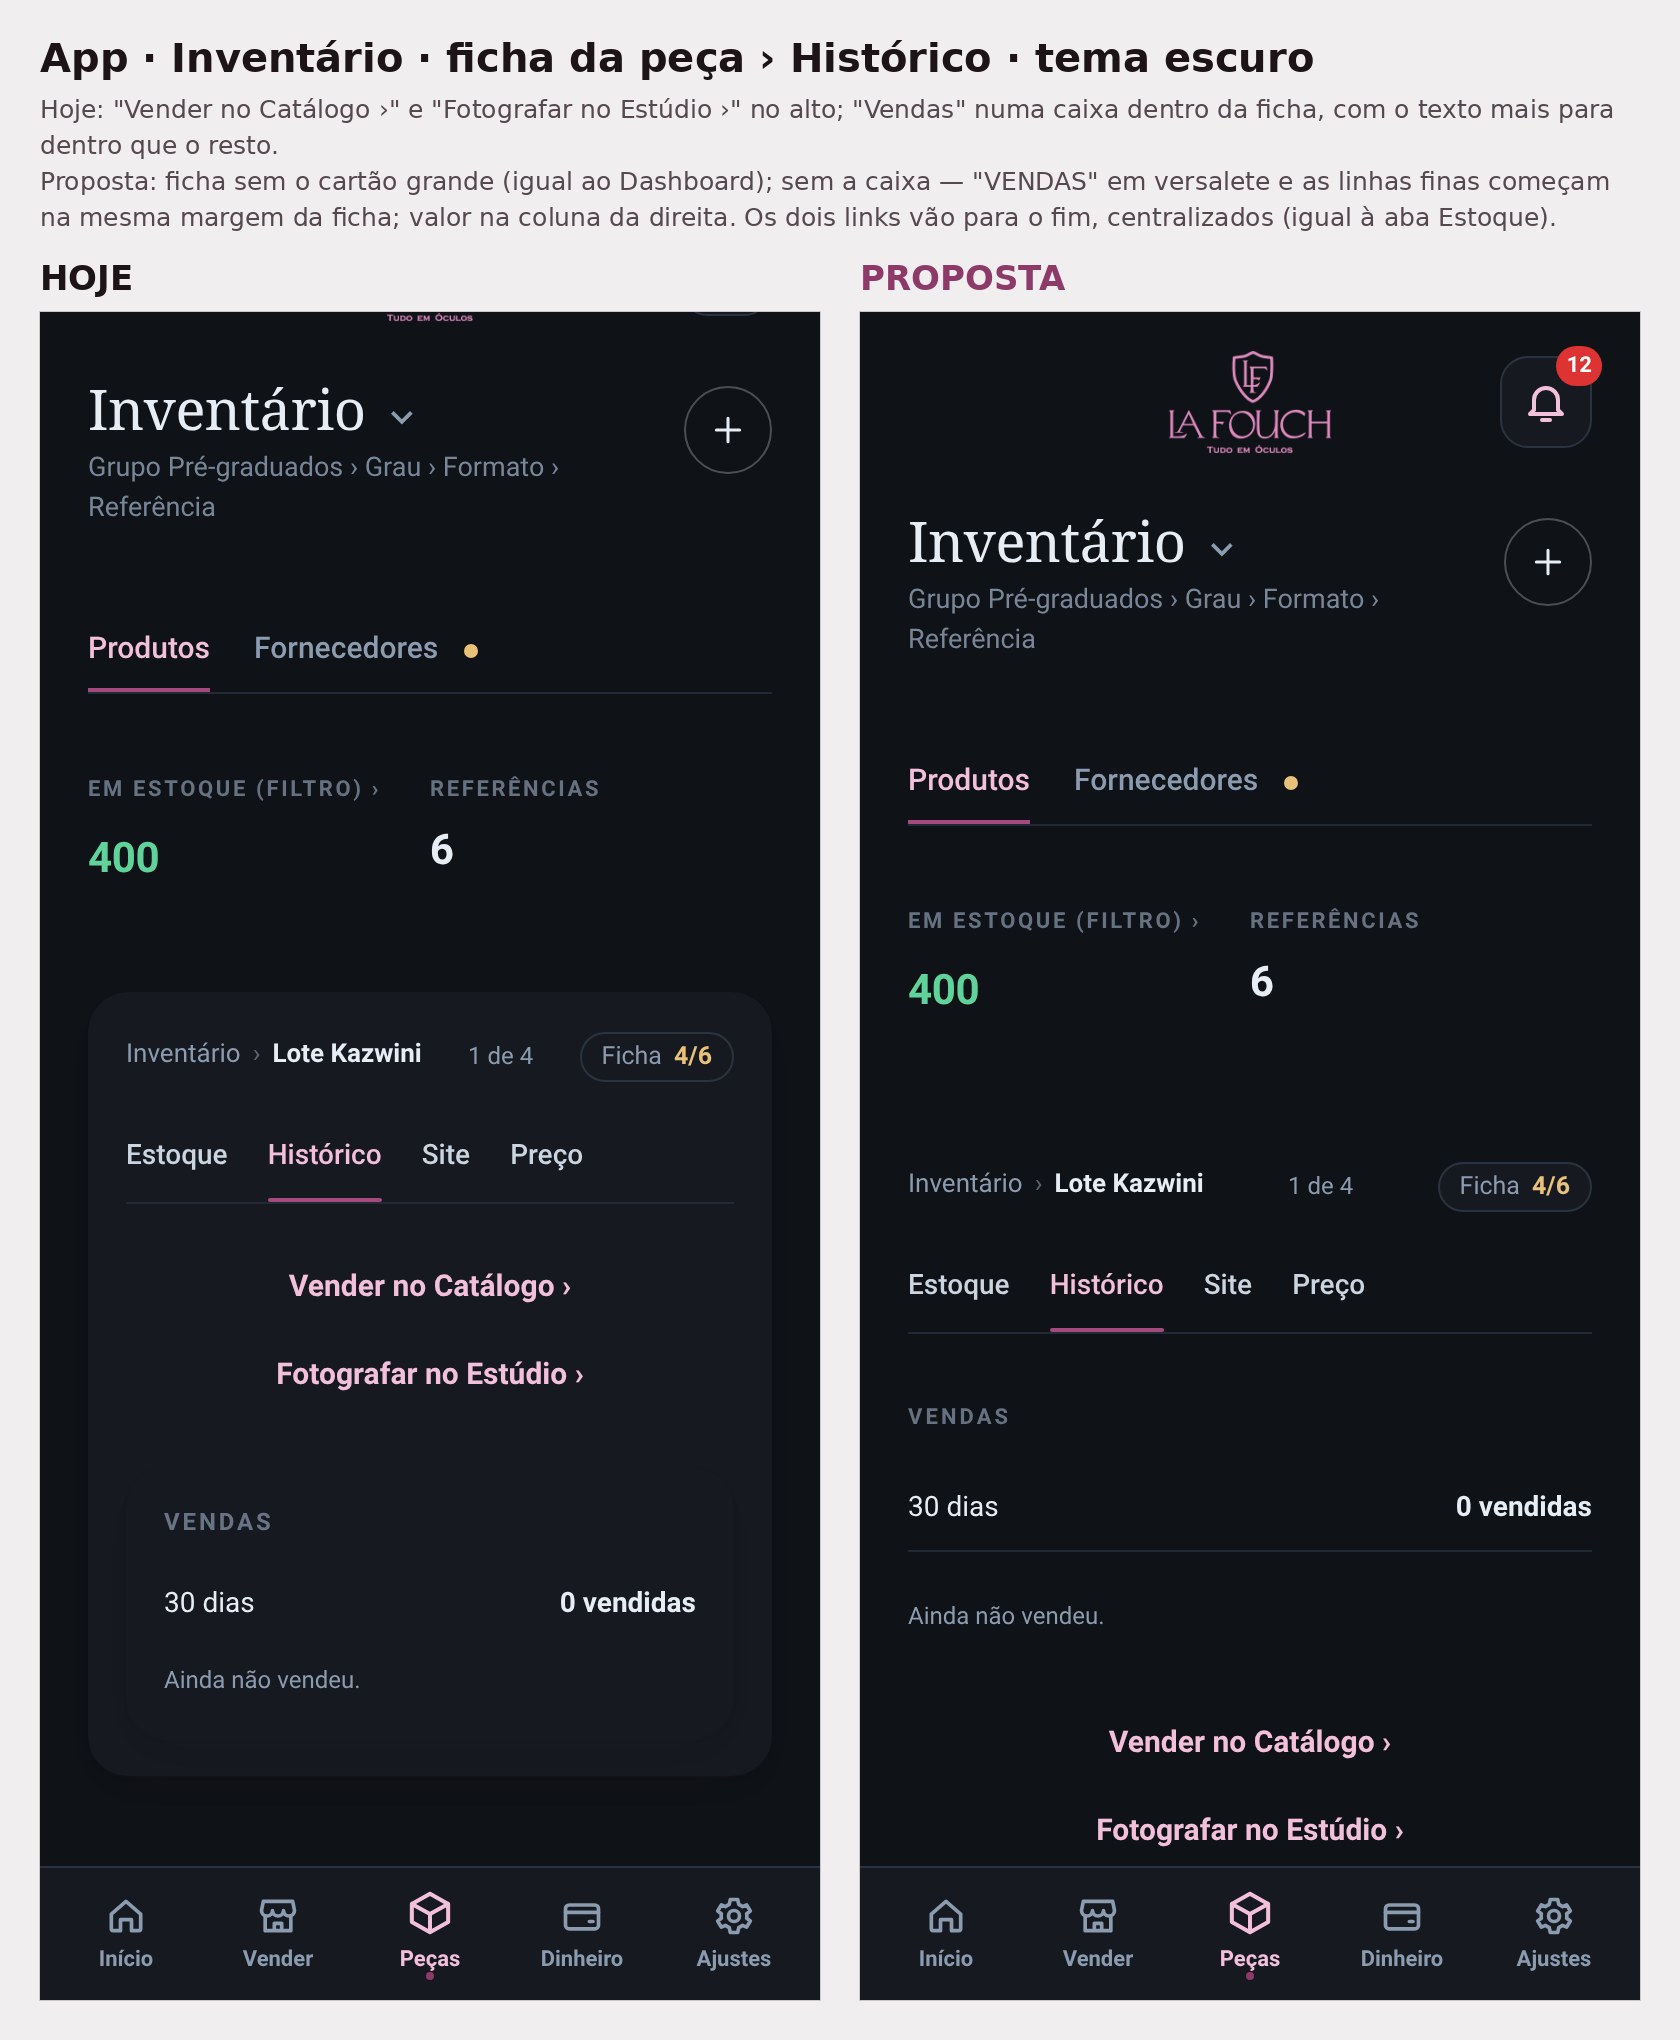 App · Inventário · ficha da peça › Histórico · tema escuro
Hoje: "Vender no Catálogo ›" e "Fotografar no Estúdio ›" no alto; "Vendas" numa caixa dentro da ficha, com o texto mais para
dentro que o resto.
Proposta: ficha sem o cartão grande (igual ao Dashboard); sem a caixa — "VENDAS" em versalete e as linhas finas começam
na mesma margem da ficha; valor na coluna da direita. Os dois links vão para o fim, centralizados (igual à aba Estoque).
HOJE
TUDO EM ÓCULOS
Inventário
Grupo Pré-graduados › Grau › Formato ›
Referência
Produtos Fornecedores
EM ESTOQUE (FILTRO) › REFERÊNCIAS
400 6
Inventário › Lote Kazwini 1 de 4 Ficha 4/6
Estoque Histórico Site Preço
Vender no Catálogo ›
Fotografar no Estúdio ›
VENDAS
30 dias 0 vendidas
Ainda não vendeu.
Início Vender Peças Dinheiro Ajustes
PROPOSTA
12
LF
LA FOUCH
TUDO EM ÓCULOS
Inventário
Grupo Pré-graduados › Grau › Formato ›
Referência
Produtos Fornecedores
EM ESTOQUE (FILTRO) › REFERÊNCIAS
400 6
Inventário › Lote Kazwini 1 de 4 Ficha 4/6
Estoque Histórico Site Preço
VENDAS
30 dias 0 vendidas
Ainda não vendeu.
Vender no Catálogo ›
Fotografar no Estúdio ›
Início Vender Peças Dinheiro Ajustes